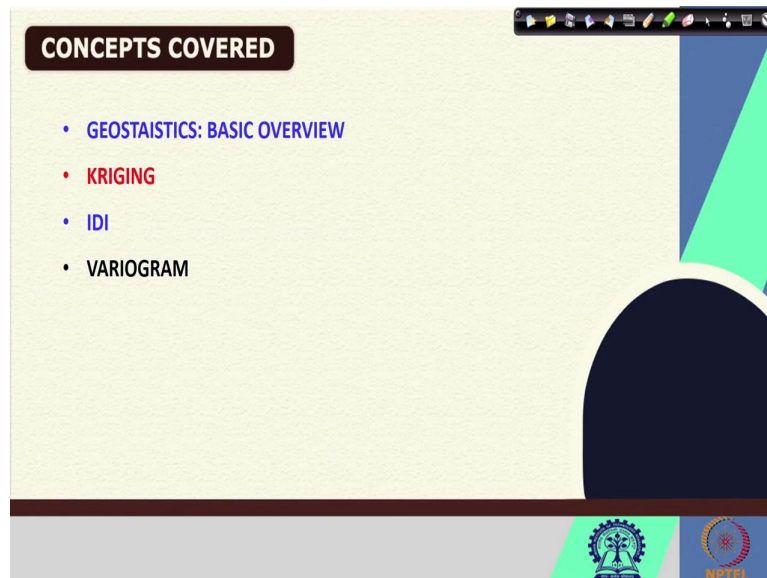 CONCEPTS COVERED
• GEOSTAISTICS: BASIC OVERVIEW
• KRIGING
• IDI
• VARIOGRAM
NPTEL